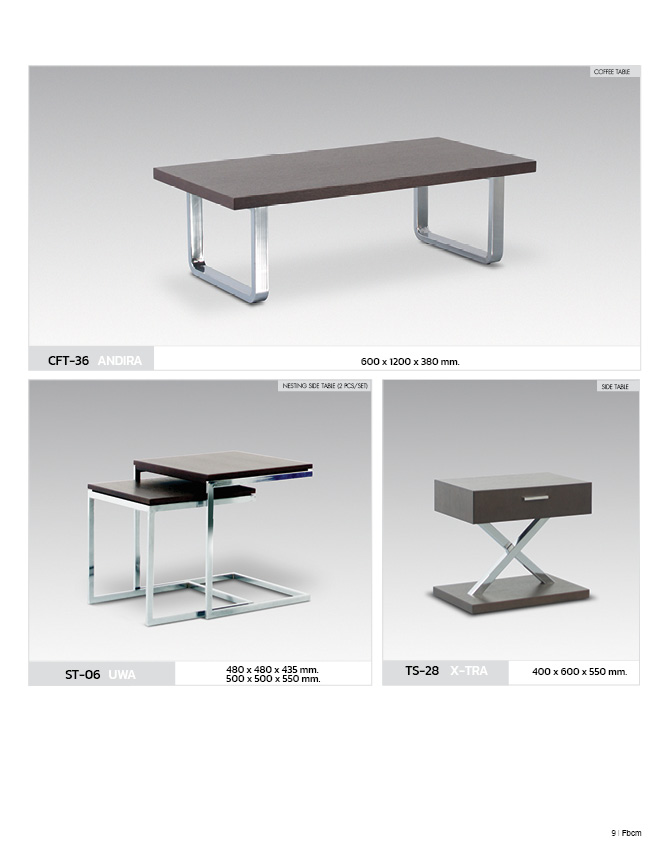 COFFEE TABLE
CFT-36 ANDIRA
600 x 1200 x 380 mm.
NESTING SIDE TABLE (2 PCS/SET)
SIDE TABLE
ST-06 UWA
480 x 480 x 435 mm.
500 x 500 x 550 mm.
TS-28 X-TRA
400 x 600 x 550 mm.
9 | Fbcm